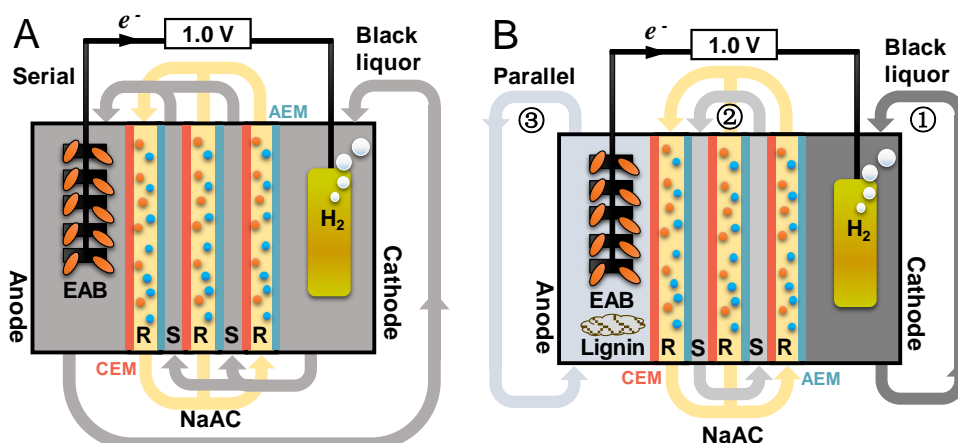 A
e-
1.0 V
Serial
Black
liquor
AEM
H2
EAB
Anode
Cathode
R S R S R
CEM
NaAC
B
e-
1.0 V
Parallel
Black
liquor
③
②
①
H2
EAB
Lignin
Anode
Cathode
R S R S R
CEM
AEM
NaAC